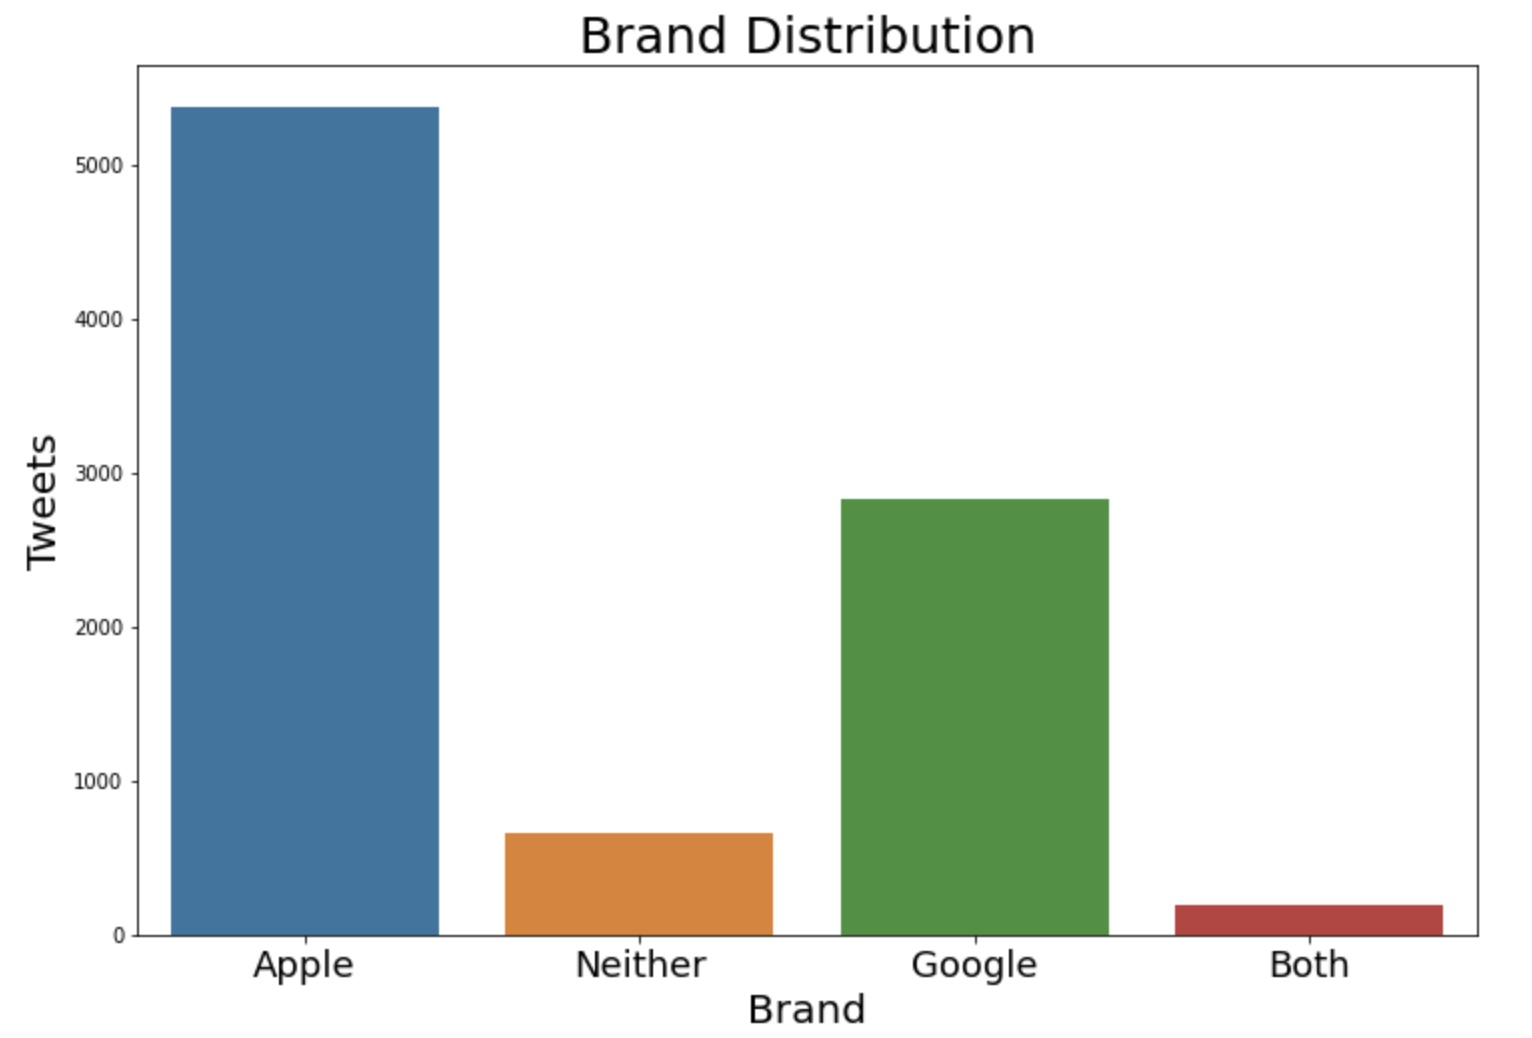 Brand Distribution
5000
4000
3000
2000
1000
0
Tweets
Apple Neither Google Both
Brand